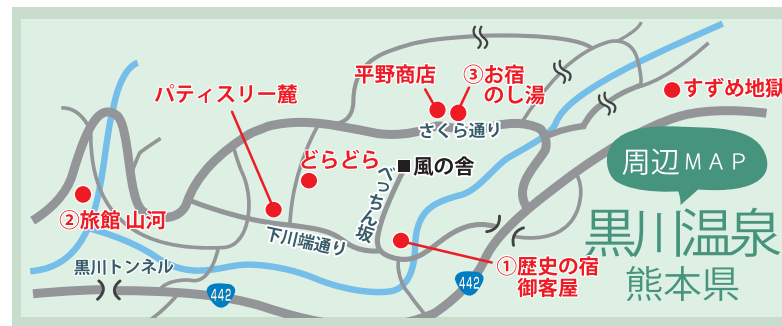 平野商店
③お宿
のし湯
すずめ地獄
パティスリー麓
さくら通り
どらどら
風の舎
べっちん坂
周辺MAP
黒川温泉
熊本県
②旅館 山河
下川端通り
黒川トンネル
①歴史の宿
御客屋
442
442